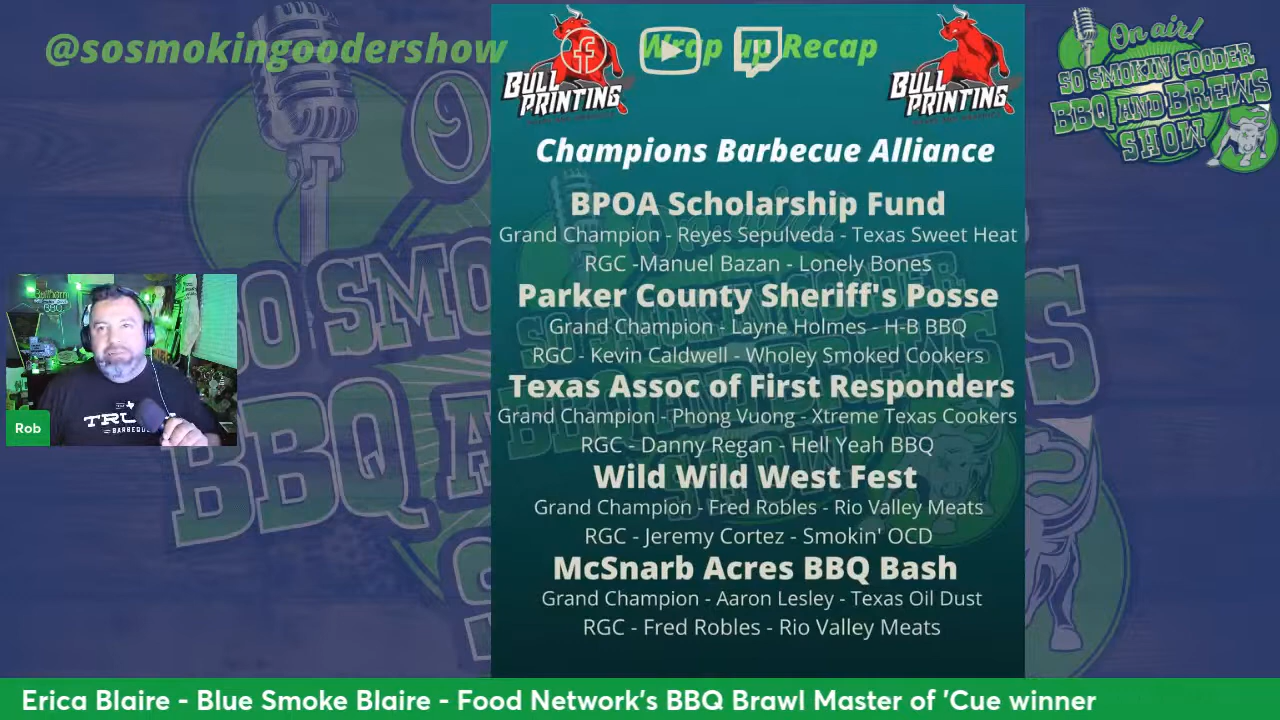 @sosmokingoodershow
Wrap up Recap
BULL
PRINTING
BULL
PRINTING
On air!
SO SMOKIN GOODER
BBQ AND BREWS
SHOW
Champions Barbecue Alliance
BPOA Scholarship Fund
Grand Champion - Reyes Sepulveda - Texas Sweet Heat
RGC -Manuel Bazan - Lonely Bones
Parker County Sheriff's Posse
Grand Champion - Layne Holmes - H-B BBQ
RGC - Kevin Caldwell - Wholey Smoked Cookers
Texas Assoc of First Responders
Grand Champion - Phong Vuong - Xtreme Texas Cookers
RGC - Danny Regan - Hell Yeah BBQ
Wild Wild West Fest
Grand Champion - Fred Robles - Rio Valley Meats
RGC - Jeremy Cortez - Smokin' OCD
McSnarb Acres BBQ Bash
Grand Champion - Aaron Lesley - Texas Oil Dust
RGC - Fred Robles - Rio Valley Meats
Rob
Erica Blaire - Blue Smoke Blaire - Food Network's BBQ Brawl Master of 'Cue winner